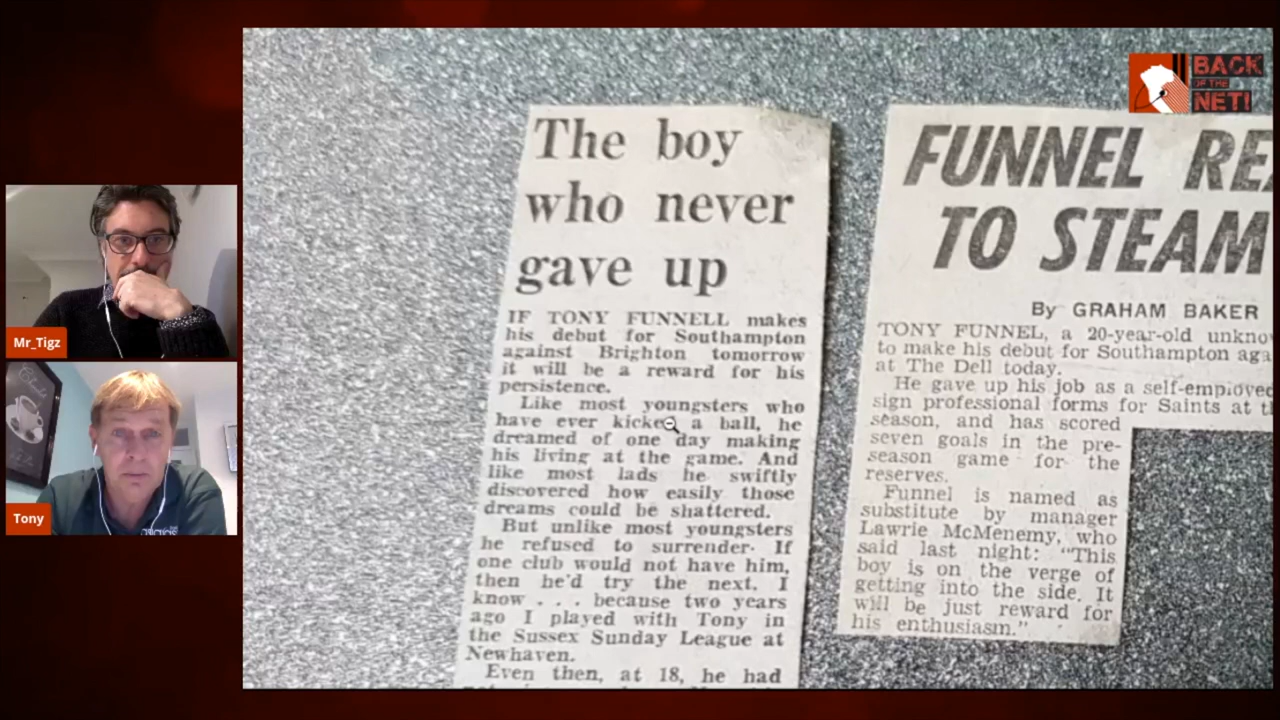 BACK
OF THE
NET!
Mr_Tigz
Tony
The boy
who never
gave up
IF TONY FUNNELL makes
his debut for Southampton
against Brighton tomorrow
it will be a reward for his
persistence.
Like most youngsters who
have ever kicked a ball, he
dreamed of one day making
his living at the game. And
like most lads he swiftly
discovered how easily those
dreams could be shattered.
But unlike most youngsters
he refused to surrender. If
one club would not have him,
then he'd try the next. I
know . . . because two years
ago I played with Tony in
the Sussex Sunday League at
Newhaven.
Even then, at 18, he had
FUNNEL RE
TO STEAM
By GRAHAM BAKER
TONY FUNNEL, a 20-year-old unkno
to make his debut for Southampton aga
at The Dell today.
He gave up his job as a self-employed
sign professional forms for Saints at t
season, and has scored
seven goals in the pre-
season game for the
reserves.
Funnel is named as
substitute by manager
Lawrie McMenemy, who
said last night: "This
boy is on the verge of
getting into the side. It
will be just reward for
his enthusiasm."